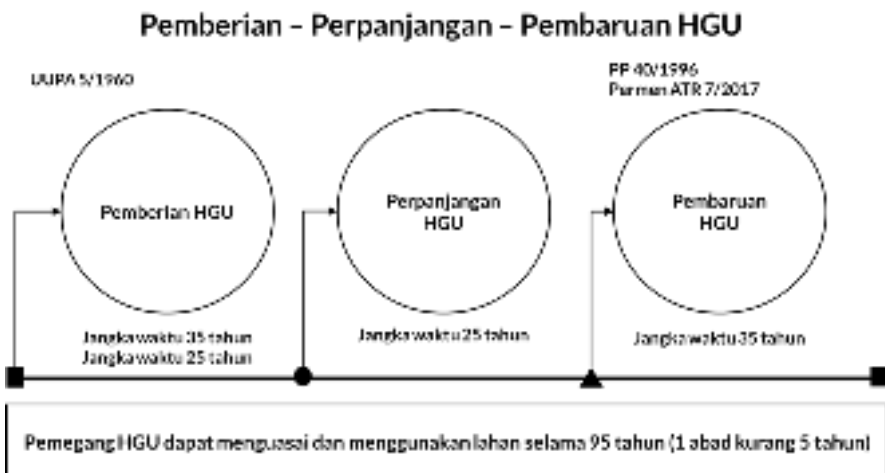 Pemberian – Perpanjangan – Pembaruan HGU
UUPA 5/1960
PP 40/1996
Permen ATR 7/2017
Pemberian HGU
Perpanjangan
HGU
Pembaruan
HGU
Jangka waktu 35 tahun
Jangka waktu 25 tahun
Jangka waktu 25 tahun
Jangka waktu 35 tahun
Pemegang HGU dapat menguasai dan menggunakan lahan selama 95 tahun (1 abad kurang 5 tahun)